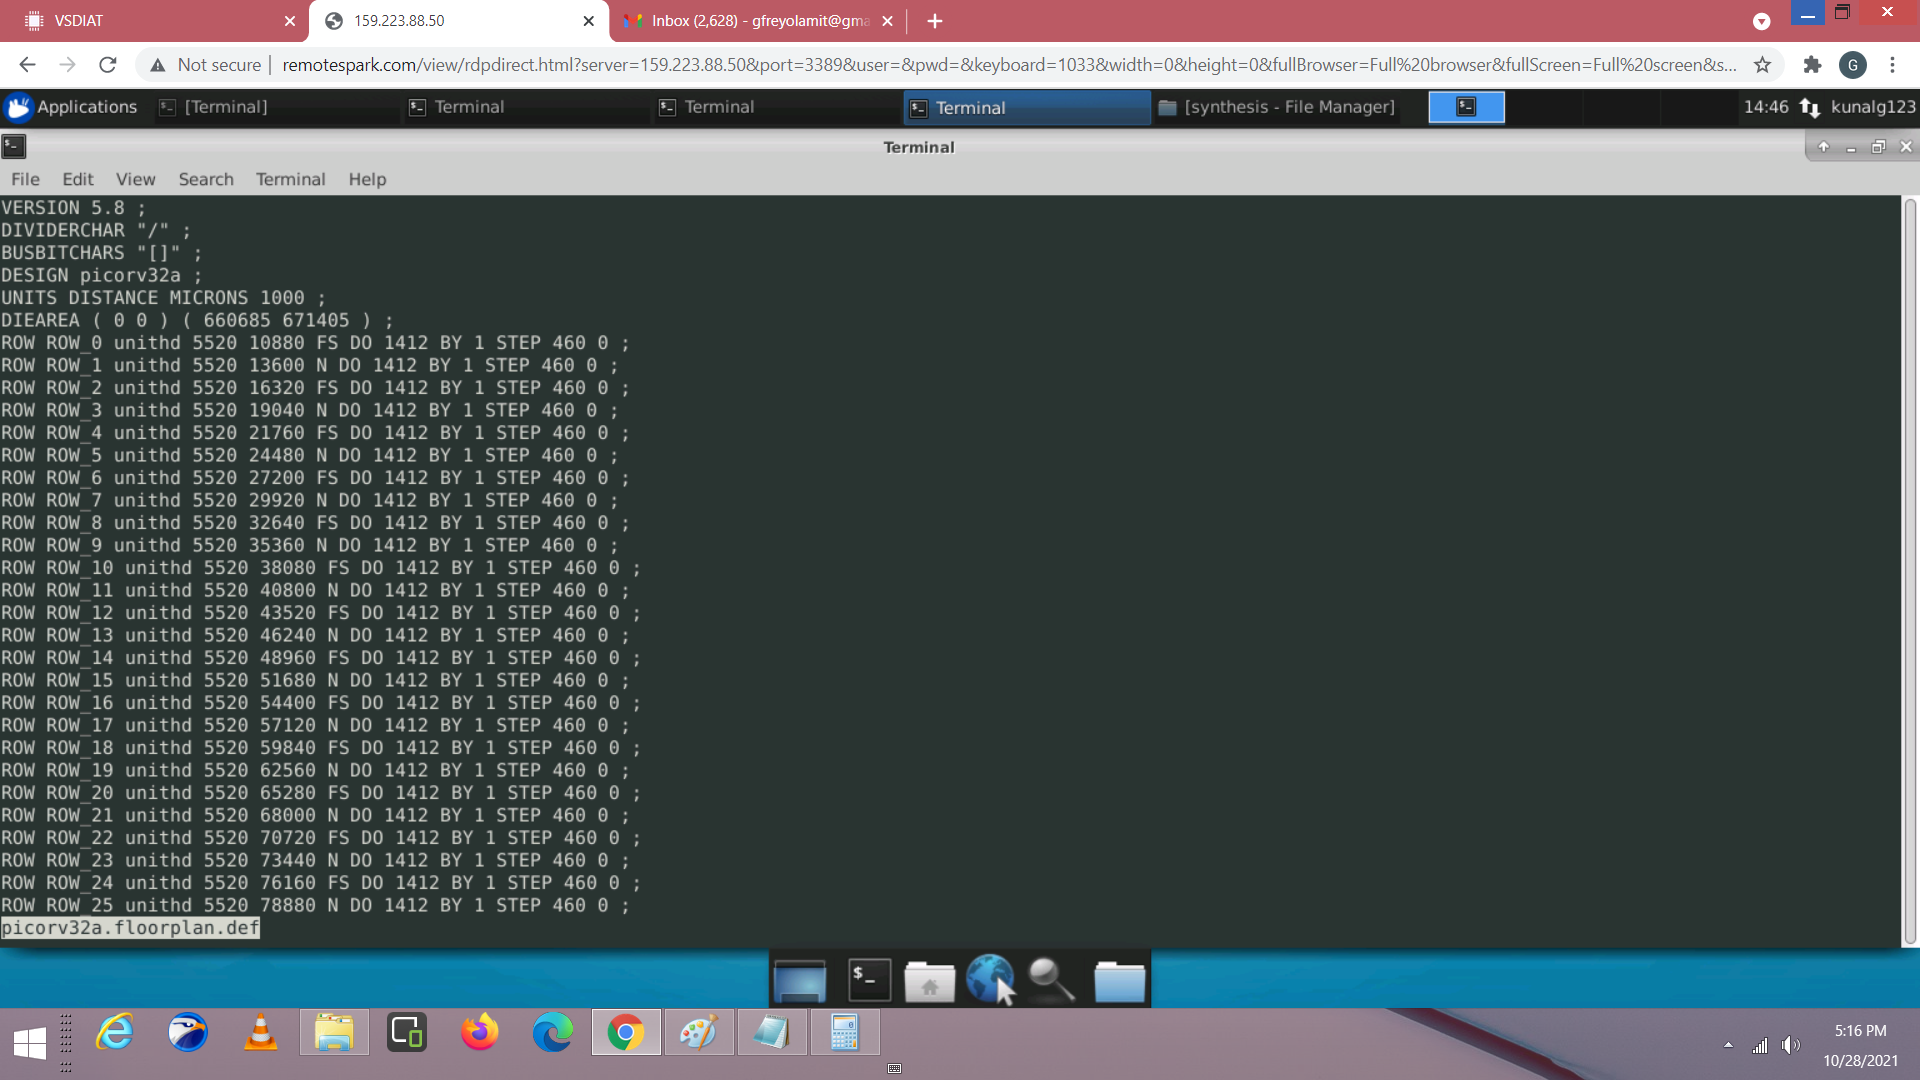 VSDIAT
159.223.88.50
Inbox (2,628) - gfreyolamit@gma
Not secure
remotespark.com/view/rdpdirect.html?server=159.223.88.50&port=3389&user=&pwd=&keyboard=1033&width=0&height=0&fullBrowser=Full%20browser&fullScreen=Full%20screen&s...
G
Applications
[Terminal]
Terminal
Terminal
Terminal
[synthesis - File Manager]
14:46
kunalg123
Terminal
File Edit View Search Terminal Help
VERSION 5.8 ;
DIVIDERCHAR "/" ;
BUSBITCHARS "[]" ;
DESIGN picorv32a ;
UNITS DISTANCE MICRONS 1000 ;
DIEAREA ( 0 0 ) ( 660685 671405 ) ;
ROW ROW_0 unithd 5520 10880 FS DO 1412 BY 1 STEP 460 0 ;
ROW ROW_1 unithd 5520 13600 N DO 1412 BY 1 STEP 460 0 ;
ROW ROW_2 unithd 5520 16320 FS DO 1412 BY 1 STEP 460 0 ;
ROW ROW_3 unithd 5520 19040 N DO 1412 BY 1 STEP 460 0 ;
ROW ROW_4 unithd 5520 21760 FS DO 1412 BY 1 STEP 460 0 ;
ROW ROW_5 unithd 5520 24480 N DO 1412 BY 1 STEP 460 0 ;
ROW ROW_6 unithd 5520 27200 FS DO 1412 BY 1 STEP 460 0 ;
ROW ROW_7 unithd 5520 29920 N DO 1412 BY 1 STEP 460 0 ;
ROW ROW_8 unithd 5520 32640 FS DO 1412 BY 1 STEP 460 0 ;
ROW ROW_9 unithd 5520 35360 N DO 1412 BY 1 STEP 460 0 ;
ROW ROW_10 unithd 5520 38080 FS DO 1412 BY 1 STEP 460 0 ;
ROW ROW_11 unithd 5520 40800 N DO 1412 BY 1 STEP 460 0 ;
ROW ROW_12 unithd 5520 43520 FS DO 1412 BY 1 STEP 460 0 ;
ROW ROW_13 unithd 5520 46240 N DO 1412 BY 1 STEP 460 0 ;
ROW ROW_14 unithd 5520 48960 FS DO 1412 BY 1 STEP 460 0 ;
ROW ROW_15 unithd 5520 51680 N DO 1412 BY 1 STEP 460 0 ;
ROW ROW_16 unithd 5520 54400 FS DO 1412 BY 1 STEP 460 0 ;
ROW ROW_17 unithd 5520 57120 N DO 1412 BY 1 STEP 460 0 ;
ROW ROW_18 unithd 5520 59840 FS DO 1412 BY 1 STEP 460 0 ;
ROW ROW_19 unithd 5520 62560 N DO 1412 BY 1 STEP 460 0 ;
ROW ROW_20 unithd 5520 65280 FS DO 1412 BY 1 STEP 460 0 ;
ROW ROW_21 unithd 5520 68000 N DO 1412 BY 1 STEP 460 0 ;
ROW ROW_22 unithd 5520 70720 FS DO 1412 BY 1 STEP 460 0 ;
ROW ROW_23 unithd 5520 73440 N DO 1412 BY 1 STEP 460 0 ;
ROW ROW_24 unithd 5520 76160 FS DO 1412 BY 1 STEP 460 0 ;
ROW ROW_25 unithd 5520 78880 N DO 1412 BY 1 STEP 460 0 ;
picorv32a.floorplan.def
5:16 PM
10/28/2021